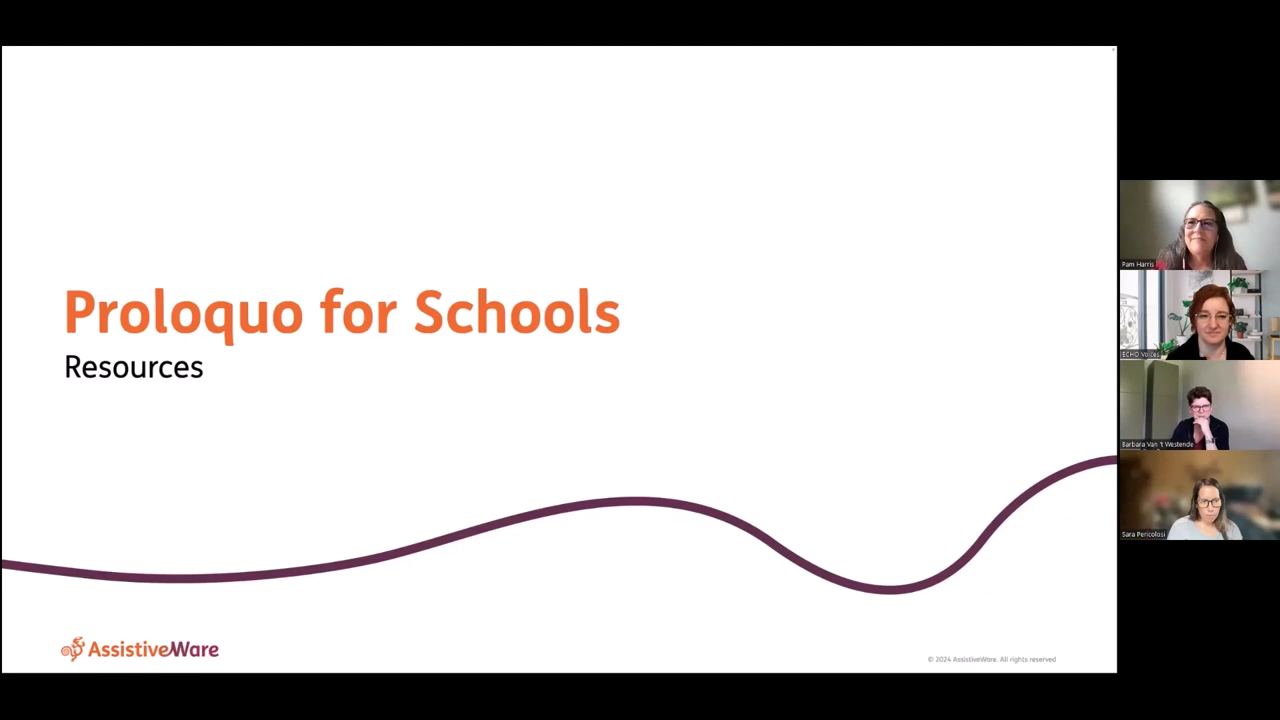 Proloquo for Schools
Resources
AssistiveWare
© 2024 AssistiveWare. All rights reserved
Pam Harris
ECHO Voices
Barbara Van 't Westende
Sara Pericolosi